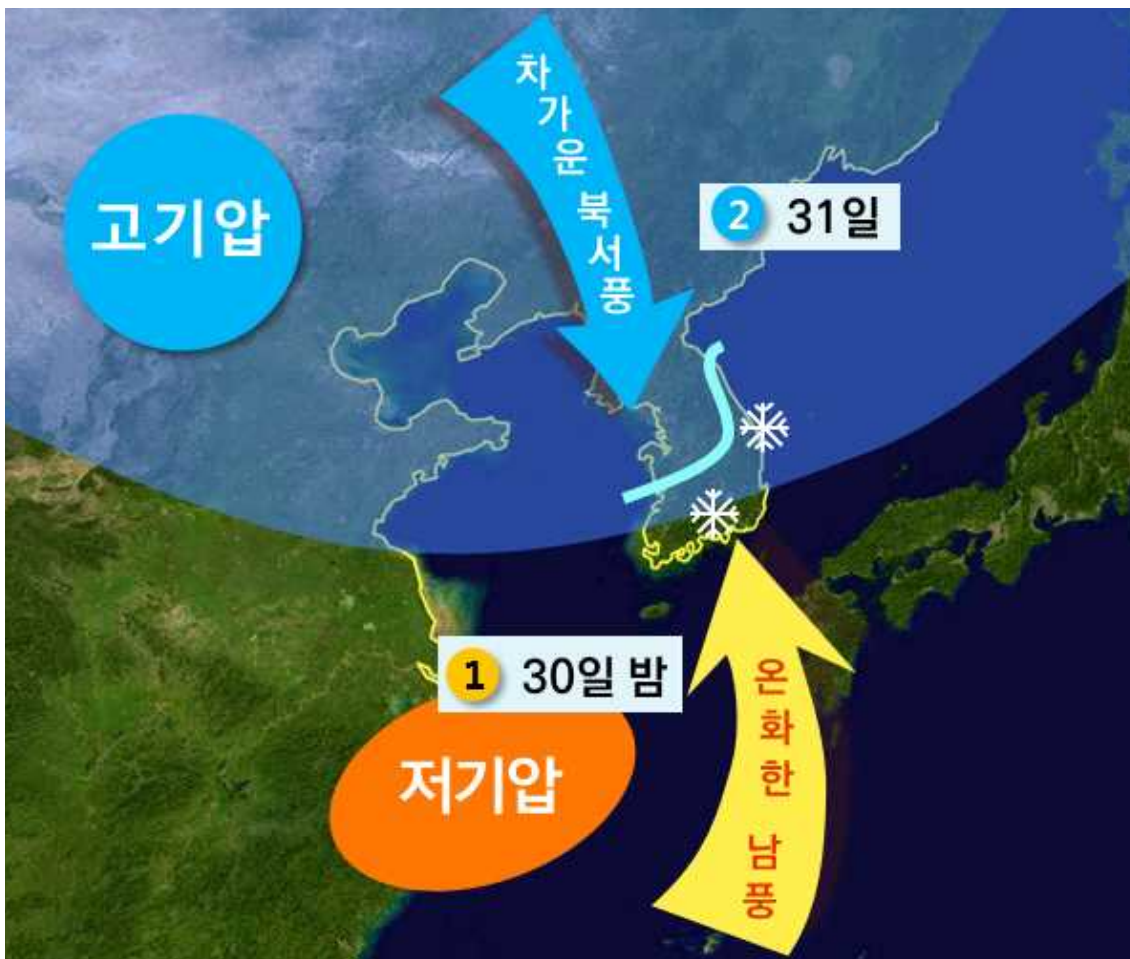 차가운 북서풍
고기압
2 31일
1 30일 밤
저기압
온화한 남풍